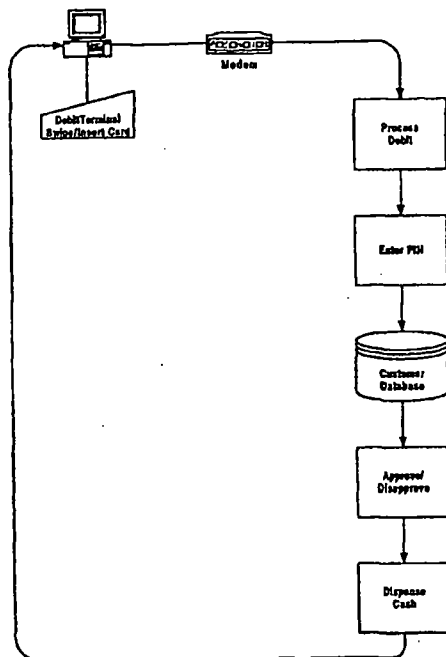 Modem
Debit Terminal
Swipe/Insert Card
Process
Debit
Enter PIN
Customer
Database
Approve/
Disapprove
Dispense
Cash